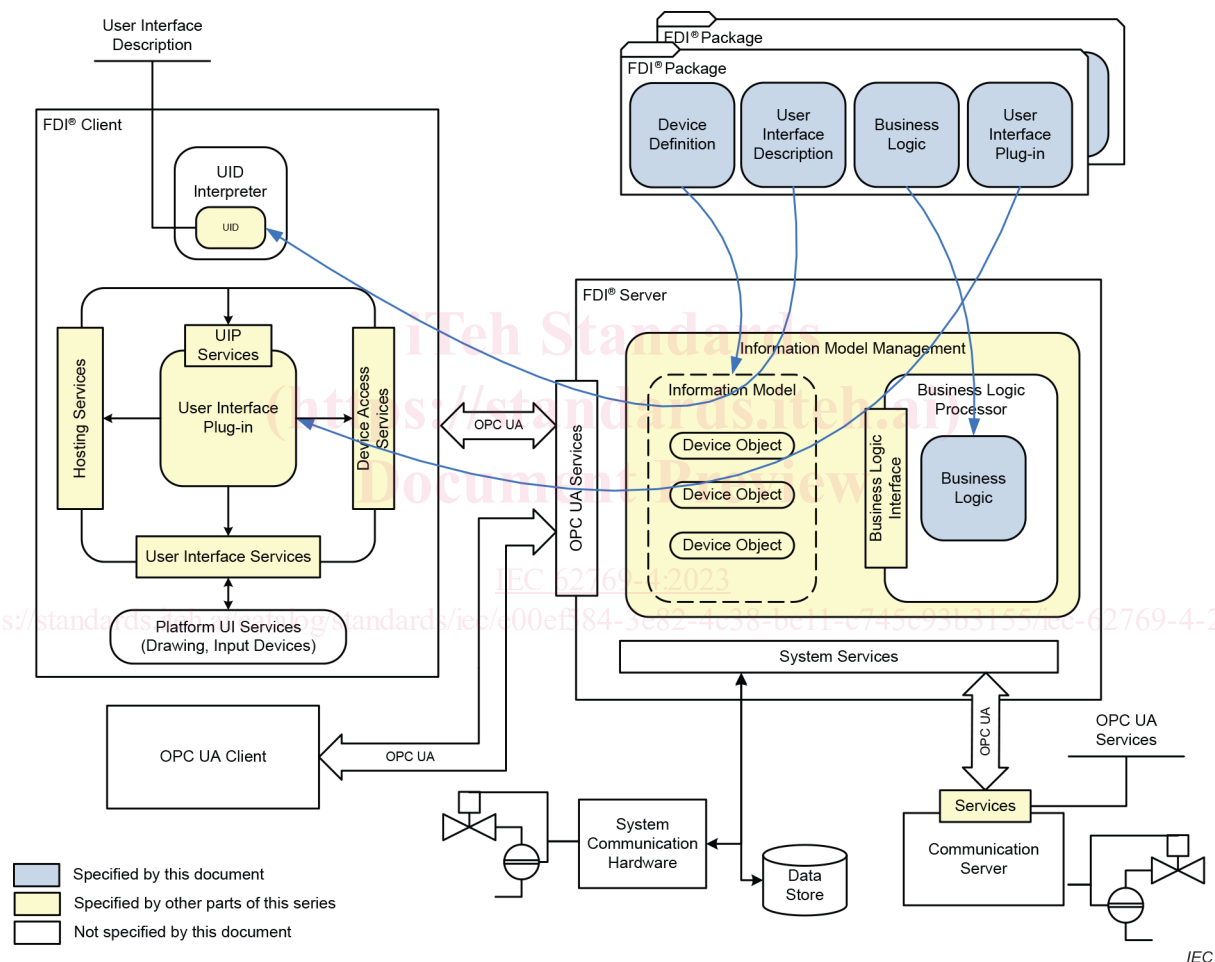 User Interface
Description
FDI® Package
FDI® Package
Device
Definition
User
Interface
Description
Business
Logic
User
Interface
Plug-in
FDI® Client
UID
Interpreter
UID
UIP
Services
Hosting Services
User Interface
Plug-in
Device Access
Services
User Interface Services
Platform UI Services
(Drawing, Input Devices)
OPC UA
OPC UA Services
FDI® Server
Information Model Management
Information Model
Device Object
Device Object
Device Object
Business Logic
Processor
Business Logic
Interface
Business
Logic
iTeh Standards
(https://standards.iteh.ai)
Document Preview
IEC 62769-4:2023
System Services
OPC UA Client
OPC UA
OPC UA
OPC UA
Services
Services
Communication
Server
System
Communication
Hardware
Data
Store
Specified by this document
Specified by other parts of this series
Not specified by this document
IEC